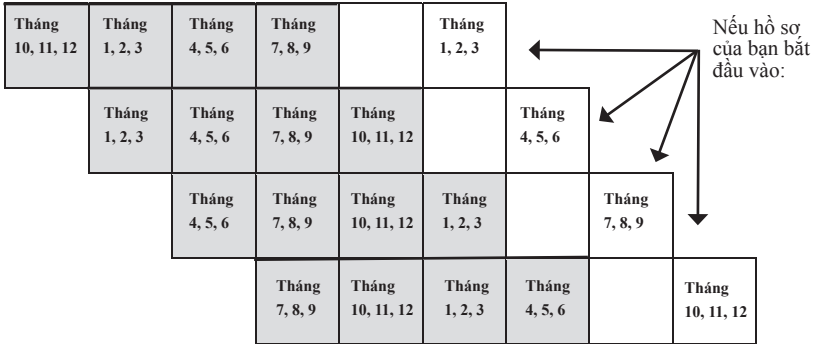 Tháng
10, 11, 12
Tháng
1, 2, 3
Tháng
4, 5, 6
Tháng
7, 8, 9
Tháng
1, 2, 3
Nếu hồ sơ
của bạn bắt
đầu vào:
Tháng
1, 2, 3
Tháng
4, 5, 6
Tháng
7, 8, 9
Tháng
10, 11, 12
Tháng
4, 5, 6
Tháng
4, 5, 6
Tháng
7, 8, 9
Tháng
10, 11, 12
Tháng
1, 2, 3
Tháng
7, 8, 9
Tháng
7, 8, 9
Tháng
10, 11, 12
Tháng
1, 2, 3
Tháng
4, 5, 6
Tháng
10, 11, 12